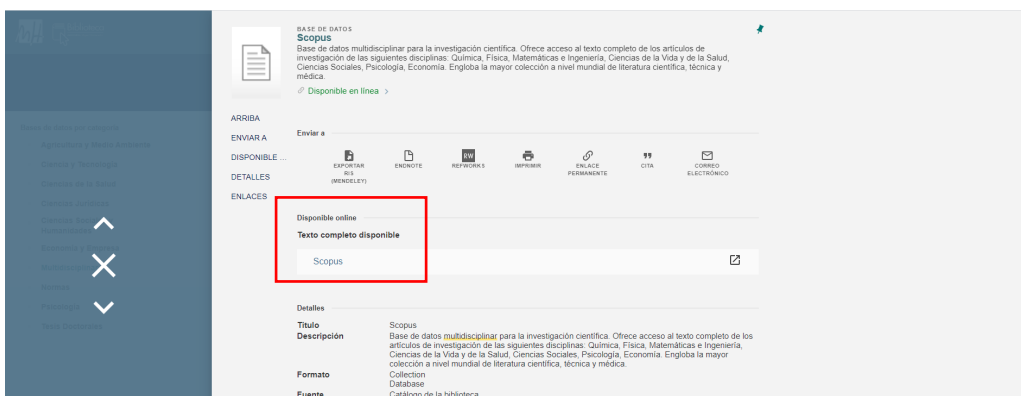 BASE DE DATOS
Scopus
Base de datos multidisciplinar para la investigación científica. Ofrece acceso al texto completo de los artículos de
investigación de las siguientes disciplinas: Química, Física, Matemáticas e Ingeniería, Ciencias de la Vida y de la Salud,
Ciencias Sociales, Psicología, Economía. Engloba la mayor colección a nivel mundial de literatura científica, técnica y
médica.
Disponible en línea >
ARRIBA
ENVIAR A
DISPONIBLE ...
DETALLES
ENLACES
Enviar a
EXPORTAR
RIS
(MENDELEY)
ENDNOTE
RW
REFWORKS
IMPRIMIR
ENLACE
PERMANENTE
CITA
CORREO
ELECTRÓNICO
Disponible online
Texto completo disponible
Scopus
Detalles
Título Scopus
Descripción Base de datos multidisciplinar para la investigación científica. Ofrece acceso al texto completo de los
artículos de investigación de las siguientes disciplinas: Química, Física, Matemáticas e Ingeniería,
Ciencias de la Vida y de la Salud, Ciencias Sociales, Psicología, Economía. Engloba la mayor
colección a nivel mundial de literatura científica, técnica y médica.
Formato Collection
Database
Fuente Catálogo de la biblioteca
Agricultura y Medio Ambiente
Ciencia y Tecnología
Ciencias de la Salud
Ciencias Jurídicas
Economía y Empresa
Psicología